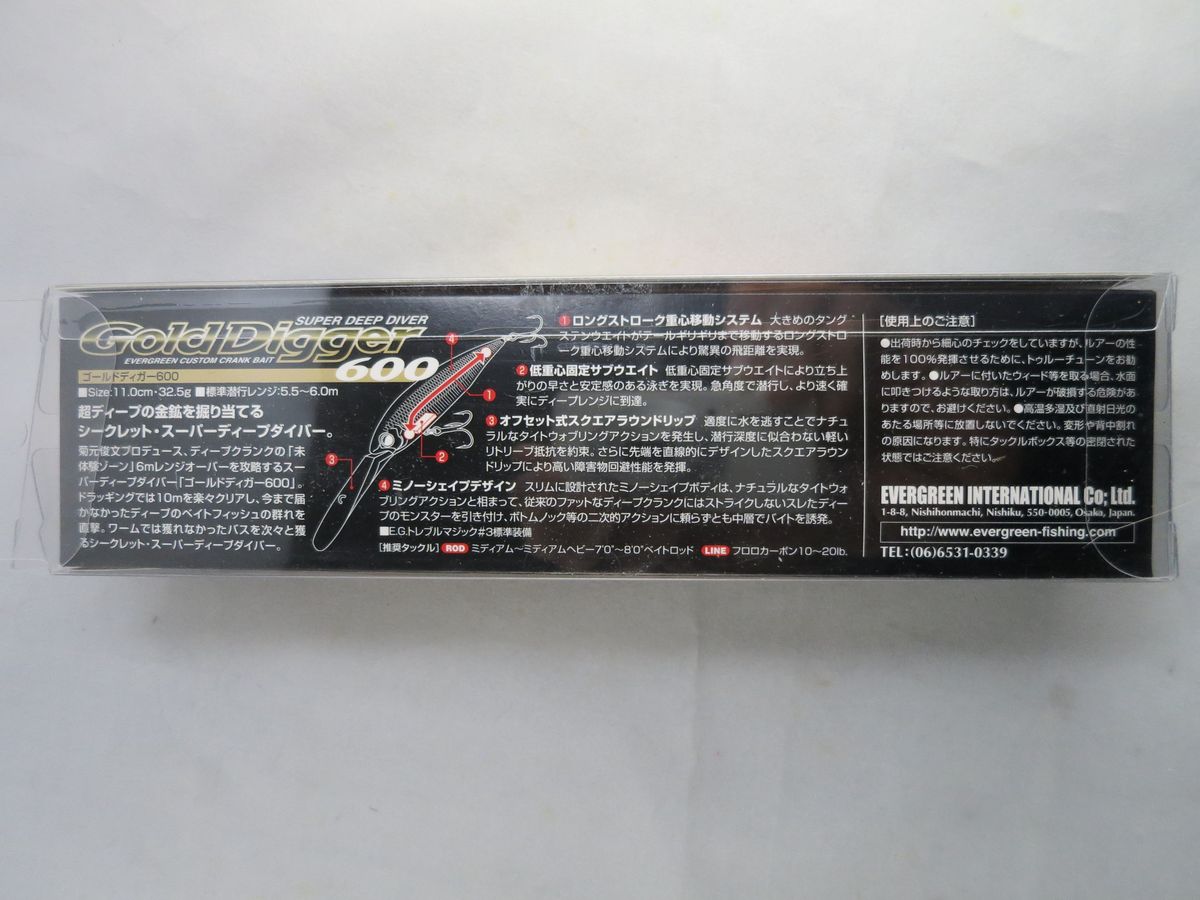 SUPER DEEP DIVER
Gold Digger
EVERGREEN CUSTOM CRANK BAIT
600
ゴールドディガー600
■Size:11.0cm・32.5g ■標準潜行レンジ:5.5~6.0m
超ディープの金鉱を掘り当てる
シークレット・スーパーディープダイバー。
菊元俊文プロデュース、ディープクランクの「未
体験ゾーン」6mレンジオーバーを攻略するスー
パーディープダイバー「ゴールドディガー600」。
ドラッギングでは10mを楽々クリアし、今まで届
かなかったディープのベイトフィッシュの群れを
直撃。ワームでは獲れなかったバスを次々と獲
るシークレット・スーパーディープダイバー。
4
1
2
3
1 ロングストローク重心移動システム 大きめのタング
ステンウエイトがテールギリギリまで移動するロングストロ
ーク重心移動システムにより驚異の飛距離を実現。
2 低重心固定サブウエイト 低重心固定サブウエイトにより立ち上
がりの早さと安定感のある泳ぎを実現。急角度で潜行し、より速く確
実にディープレンジに到達。
3 オフセット式スクエアラウンドリップ 適度に水を逃すことでナチュ
ラルなタイトウォブリングアクションを発生し、潜行深度に似合わない軽い
リトリーブ抵抗を約束。さらに先端を直線的にデザインしたスクエアラウン
ドリップにより高い障害物回避性能を発揮。
4 ミノーシェイプデザイン スリムに設計されたミノーシェイプボディは、ナチュラルなタイトウォ
ブリングアクションと相まって、従来のファットなディープクランクにはストライクしないスレたディー
プのモンスターを引き付け、ボトムノック等の二次的アクションに頼らずとも中層でバイトを誘発。
■E.G.トレブルマジック#3標準装備
[推奨タックル] ROD ミディアム~ミディアムヘビー7'0"~8'0"ベイトロッド LINE フロロカーボン10~20lb.
[使用上のご注意]
●出荷時から細心のチェックをしていますが、ルアーの性
能を100%発揮させるために、トゥルーチューンをお勧
めします。●ルアーに付いたウィード等を取る場合、水面
に叩きつけるような取り方は、ルアーが破損する危険があ
りますので、お避けください。●高温多湿及び直射日光の
あたる場所等に放置しないでください。変形や背中割れ
の原因になります。特にタックルボックス等の密閉された
状態ではご注意ください。
EVERGREEN INTERNATIONAL Co; Ltd.
1-8-8, Nishihonmachi, Nishiku, 550-0005, Osaka, Japan.
http://www.evergreen-fishing.com
TEL:(06)6531-0339